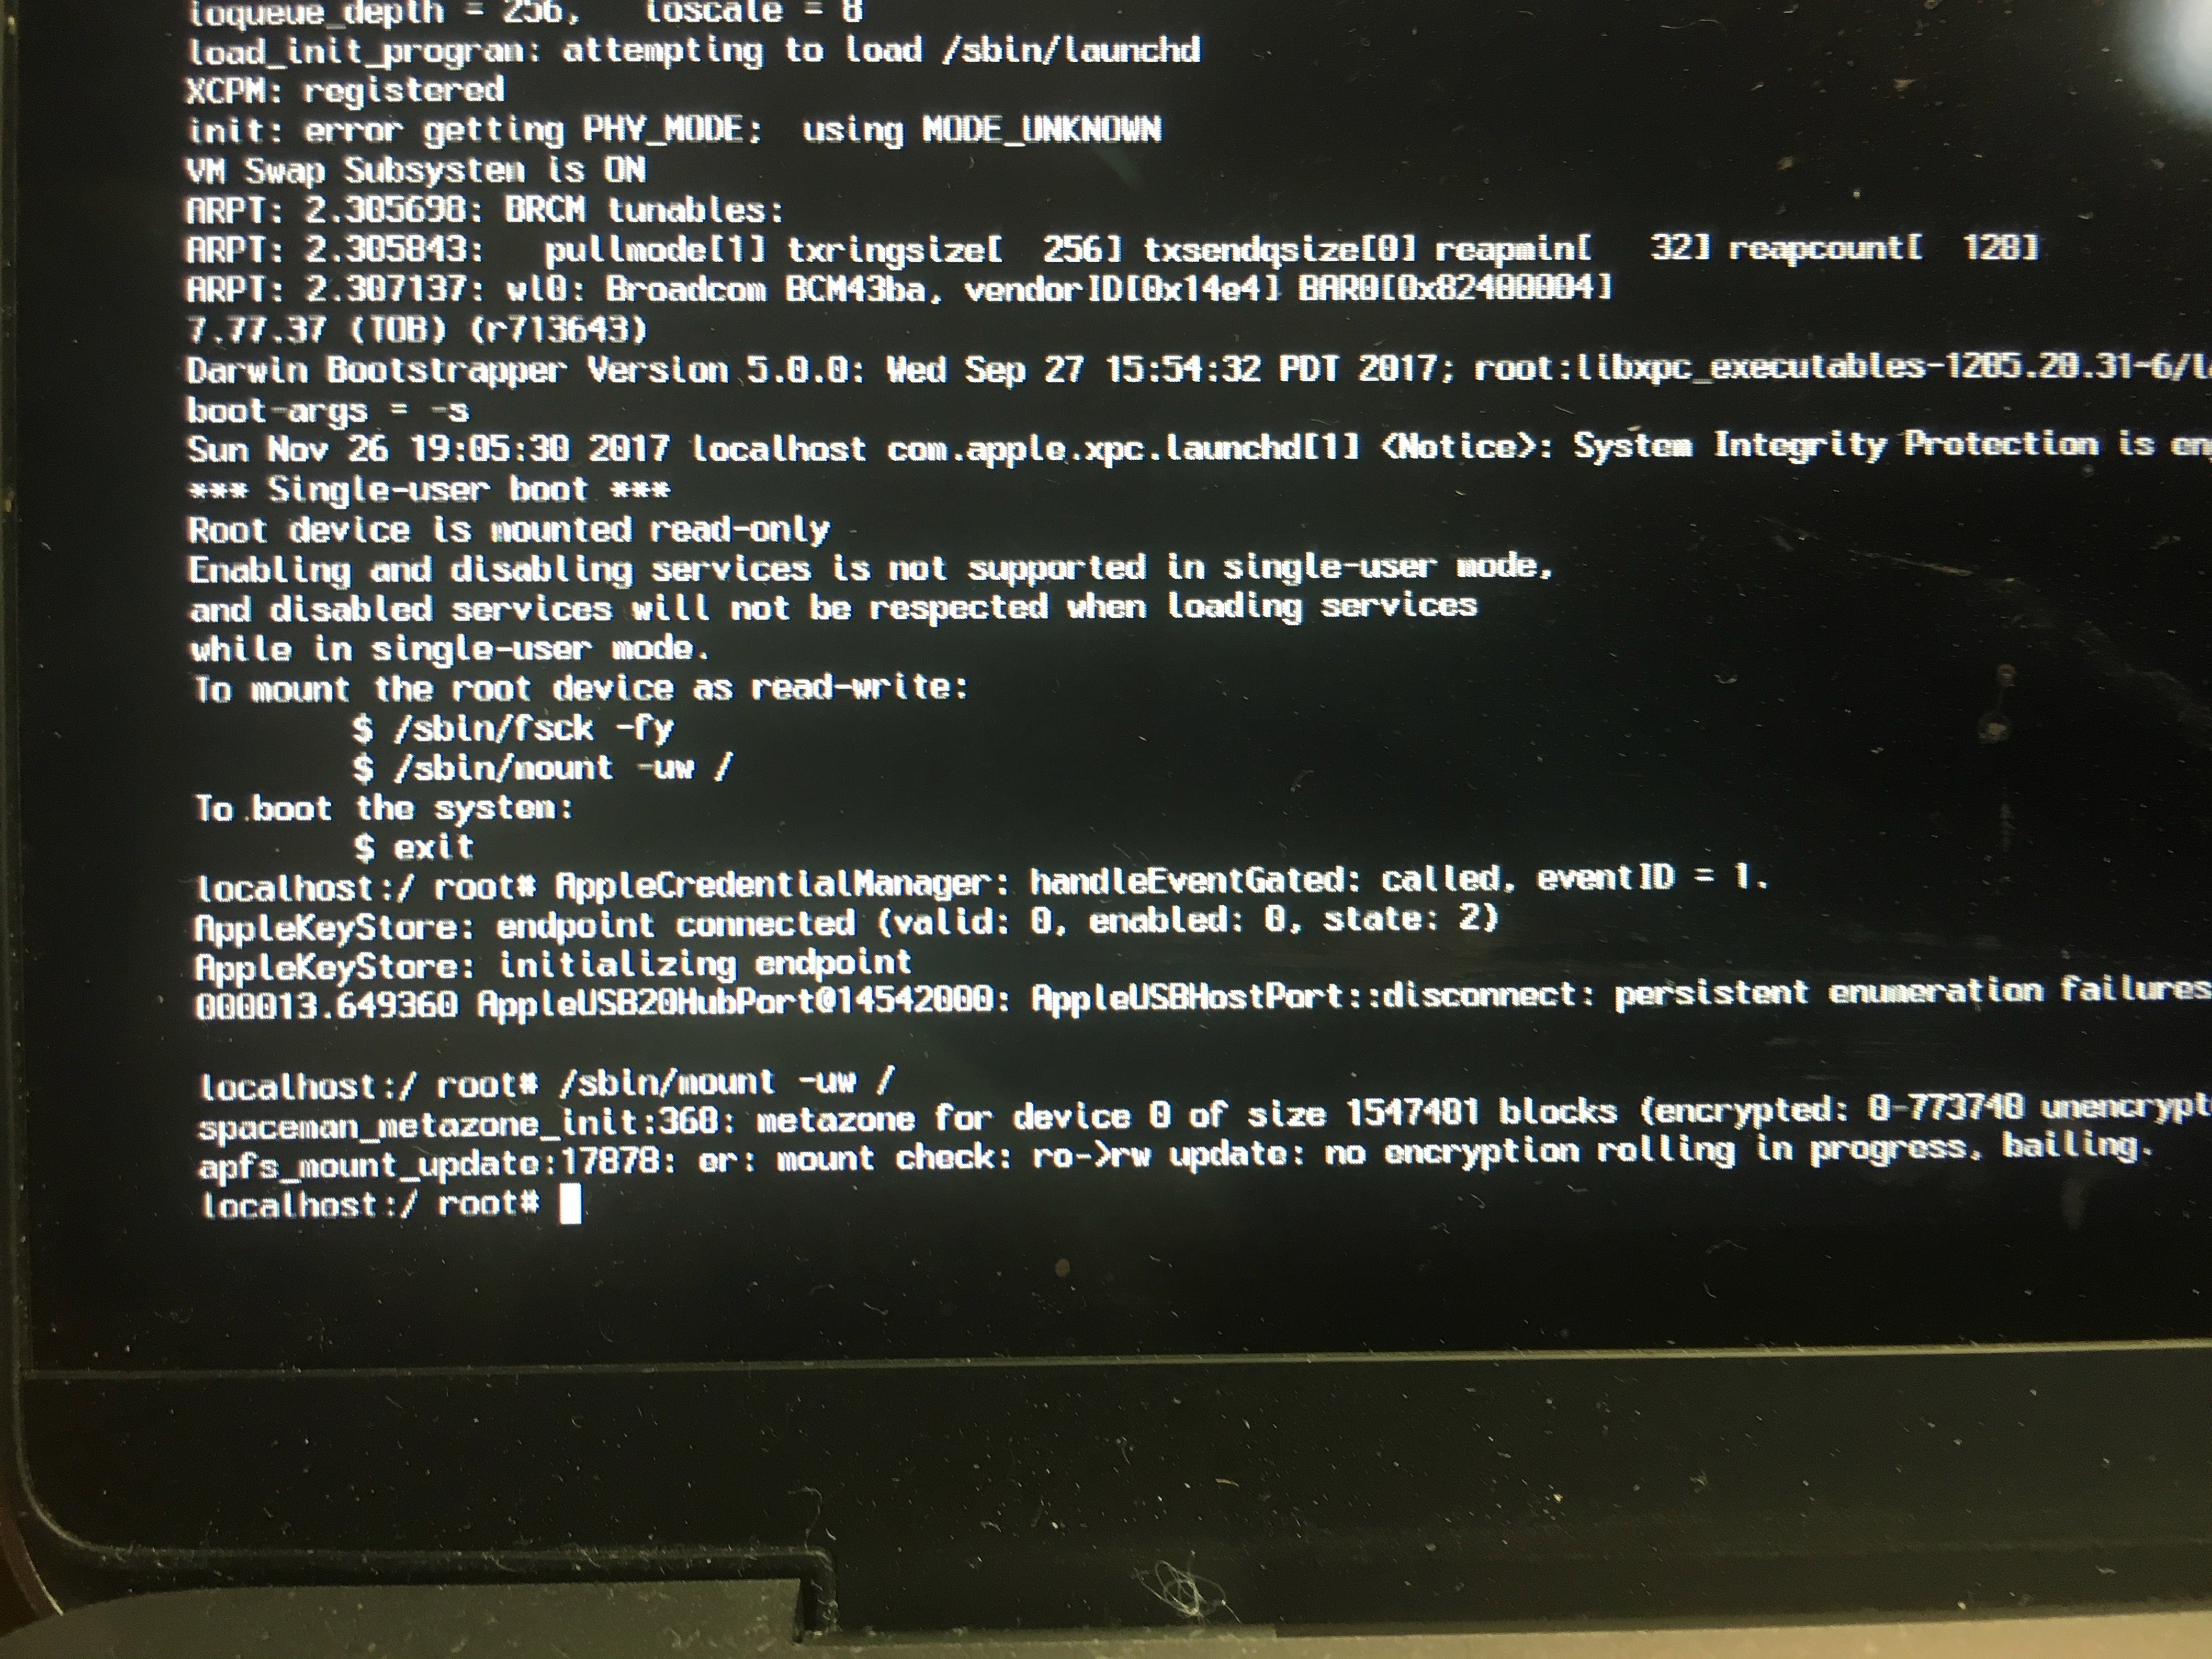 ioqueue_depth = 256,   ioscale = 8
load_init_program: attempting to load /sbin/launchd
XCPM: registered
init: error getting PHY_MODE;  using MODE_UNKNOWN
VM Swap Subsystem is ON
ARPT: 2.305698: BRCM tunables:
ARPT: 2.305843:   pullmode[1] txringsize[  256] txsendqsize[0] reapmin[   32] reapcount[  128]
ARPT: 2.307137: wl0: Broadcom BCM43ba, vendorID[0x14e4] BAR0[0x82400004]
7.77.37 (TOB) (r713643)
Darwin Bootstrapper Version 5.0.0: Wed Sep 27 15:54:32 PDT 2017; root:libxpc_executables-1205.20.31~6/l
boot-args = -s
Sun Nov 26 19:05:30 2017 localhost com.apple.xpc.launchd[1] <Notice>: System Integrity Protection is en
*** Single-user boot ***
Root device is mounted read-only
Enabling and disabling services is not supported in single-user mode,
and disabled services will not be respected when loading services
while in single-user mode.
To mount the root device as read-write:
$ /sbin/fsck -fy
$ /sbin/mount -uw /
To boot the system:
$ exit
localhost:/ root# AppleCredentialManager: handleEventGated: called, eventID = 1.
AppleKeyStore: endpoint connected (valid: 0, enabled: 0, state: 2)
AppleKeyStore: initializing endpoint
000013.649360 AppleUSB20HubPort@14542000: AppleUSBHostPort::disconnect: persistent enumeration failures
localhost:/ root# /sbin/mount -uw /
spaceman_metazone_init:368: metazone for device 0 of size 1547481 blocks (encrypted: 0-773740 unencrypt
apfs_mount_update:17878: er: mount check: ro->rw update: no encryption rolling in progress, bailing.
localhost:/ root#